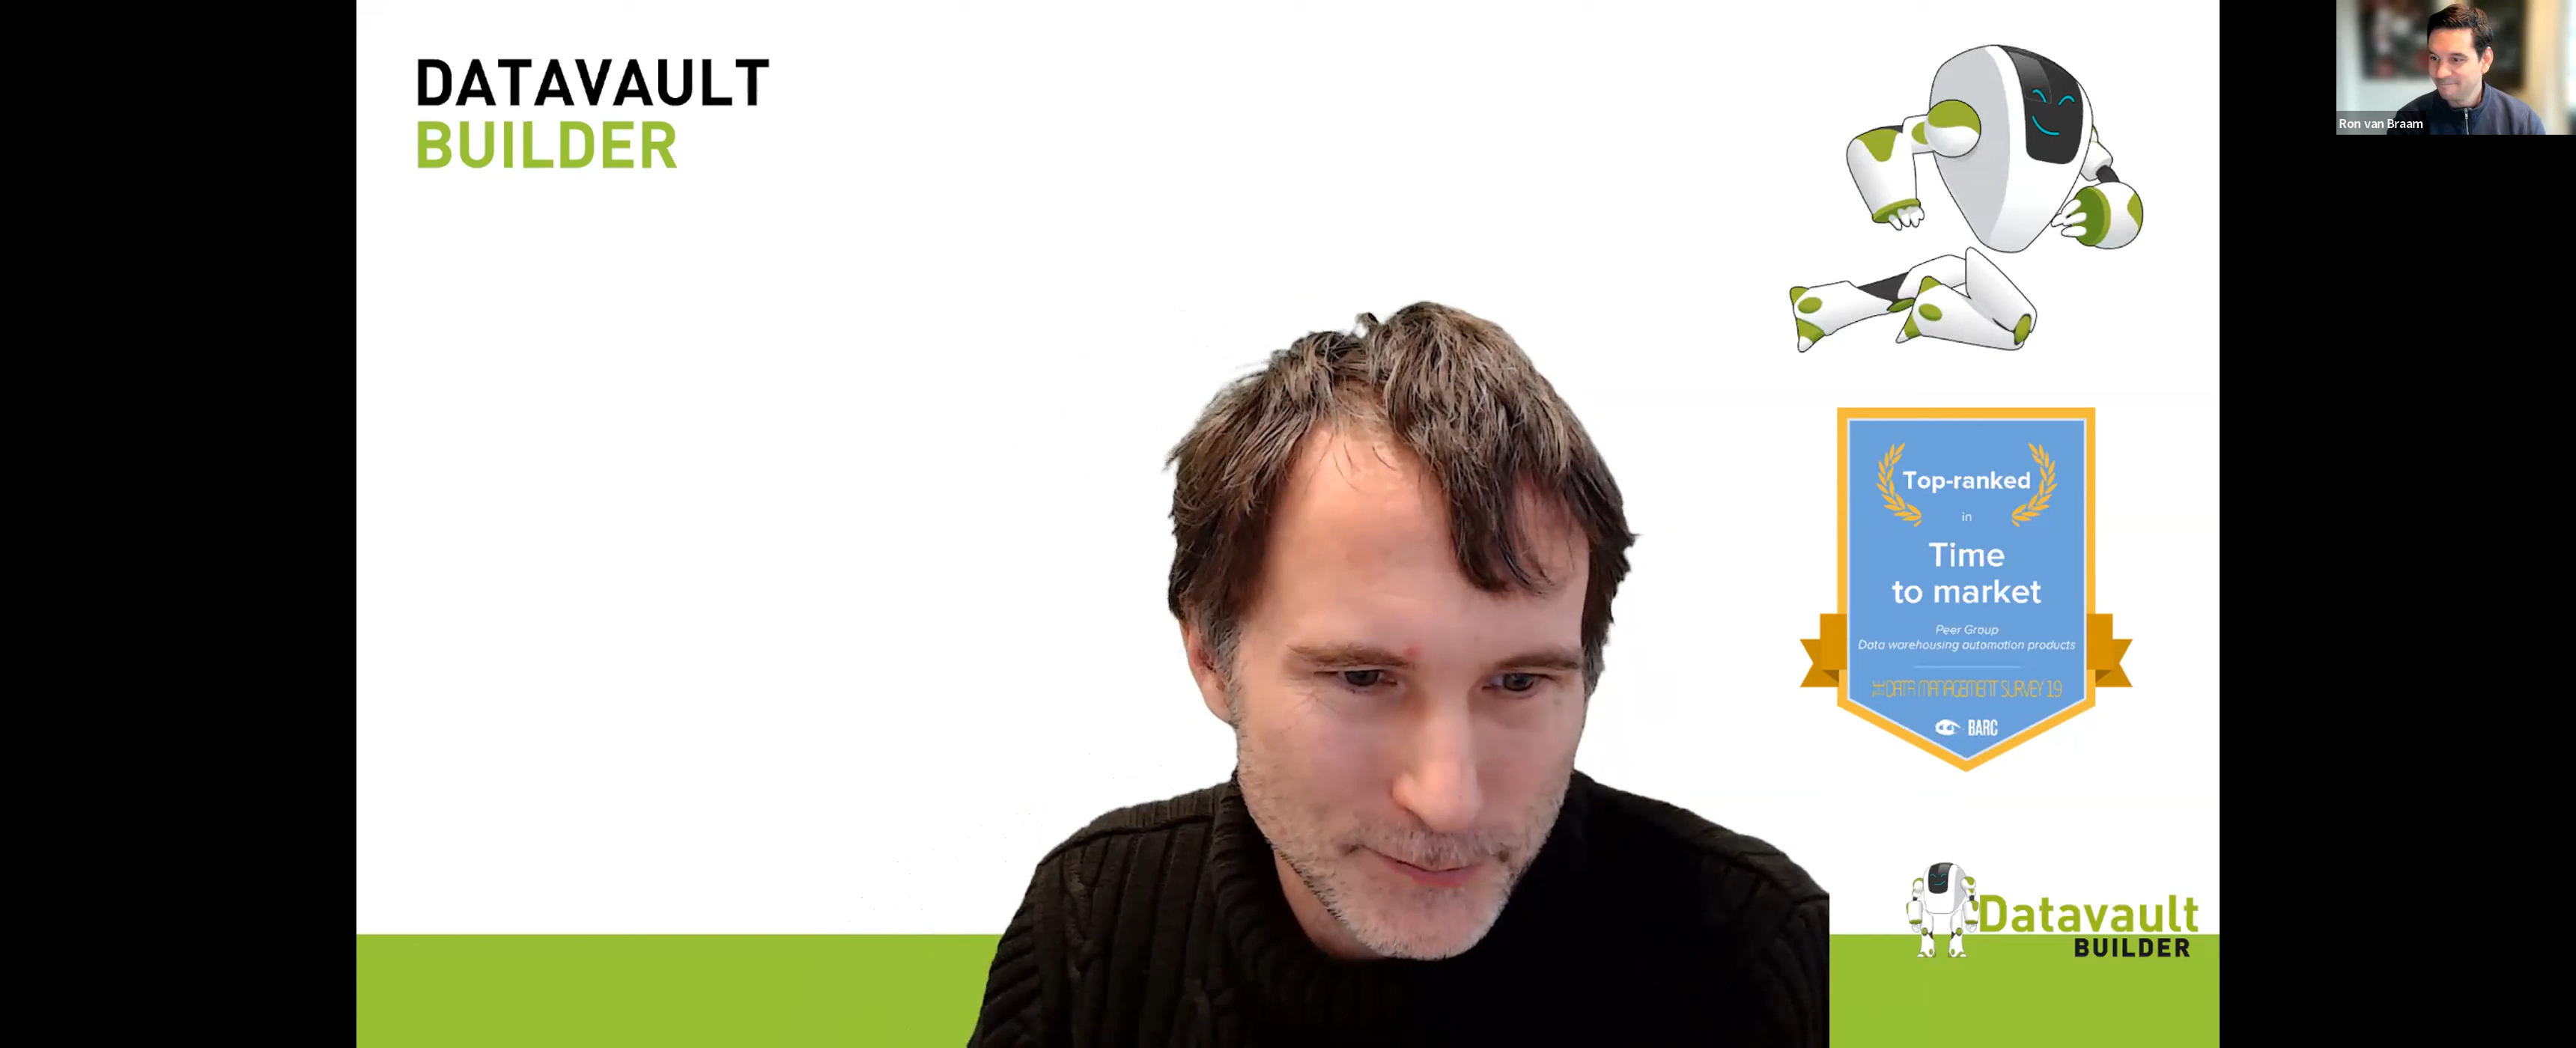 DATAVAULT
BUILDER
Ron van Braam
Top-ranked
in
Time
to market
Peer Group
Data warehousing automation products
THE DATA MANAGEMENT SURVEY 19
BARC
Datavault
BUILDER